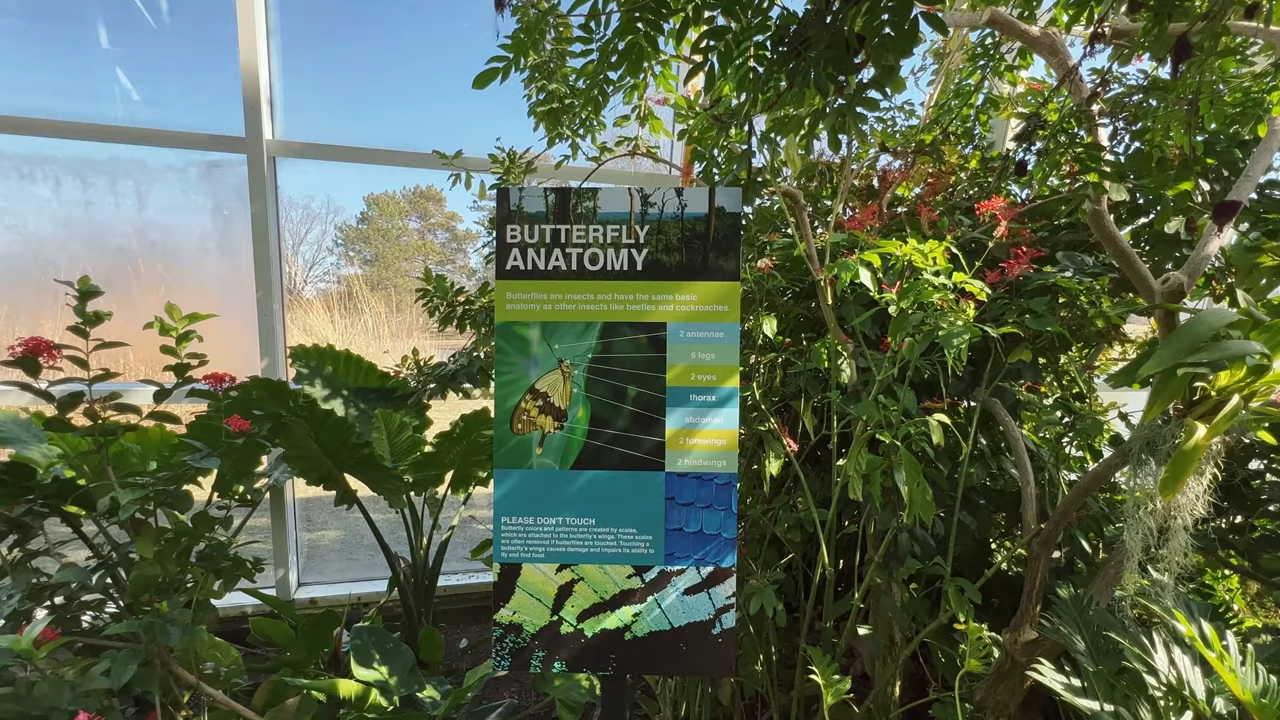 BUTTERFLY
ANATOMY
Butterflies are insects and have the same basic
anatomy as other insects like beetles and cockroaches.
2 antennae
6 legs
2 eyes
thorax
abdomen
2 forewings
2 hindwings
PLEASE DON'T TOUCH
Butterfly colors and patterns are created by scales,
which are attached to the butterfly's wings. These scales
are often removed if butterflies are touched. Touching a
butterfly's wings causes damage and impairs its ability to
fly and find food.